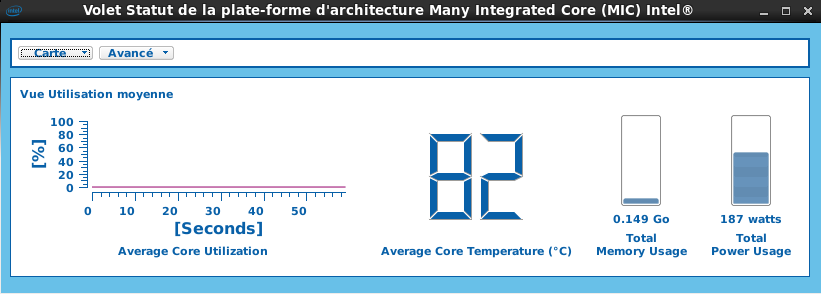 Volet Statut de la plate-forme d'architecture Many Integrated Core (MIC) Intel®
Carte Avancé
Vue Utilisation moyenne
[%]
100
80
60
40
20
0
0 10 20 30 40 50
[Seconds]
Average Core Utilization
82
Average Core Temperature (°C)
0.149 Go
Total
Memory Usage
187 watts
Total
Power Usage